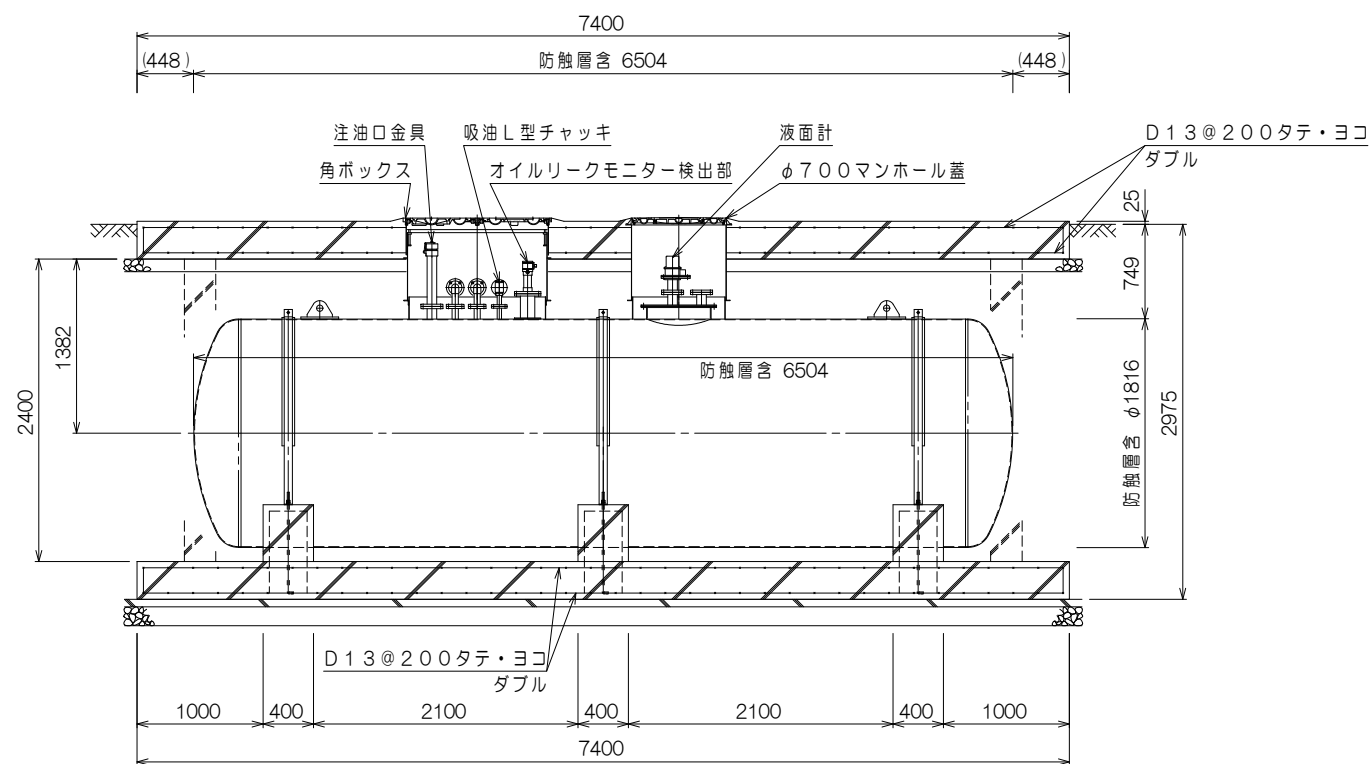 7400
(448) 防触層含 6504 (448)
注油口金具 吸油L型チャッキ 液面計 D13@200タテ・ヨコ
ダブル
角ボックス オイルリークモニター検出部 φ700マンホール蓋
25
749
1382
2400
防触層含 6504
防触層含 φ1816
2975
D13@200タテ・ヨコ
ダブル
1000 400 2100 400 2100 400 1000
7400